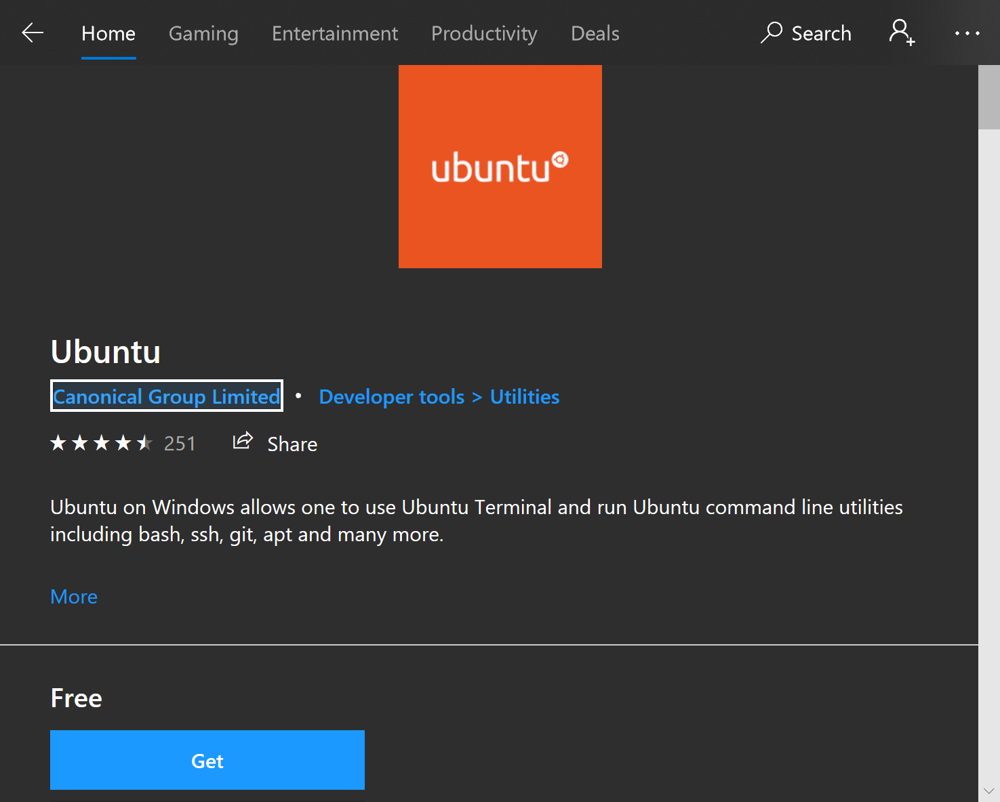 Home Gaming Entertainment Productivity Deals Search
ubuntu
Ubuntu
Canonical Group Limited • Developer tools > Utilities
251 Share
Ubuntu on Windows allows one to use Ubuntu Terminal and run Ubuntu command line utilities
including bash, ssh, git, apt and many more.
More
Free
Get